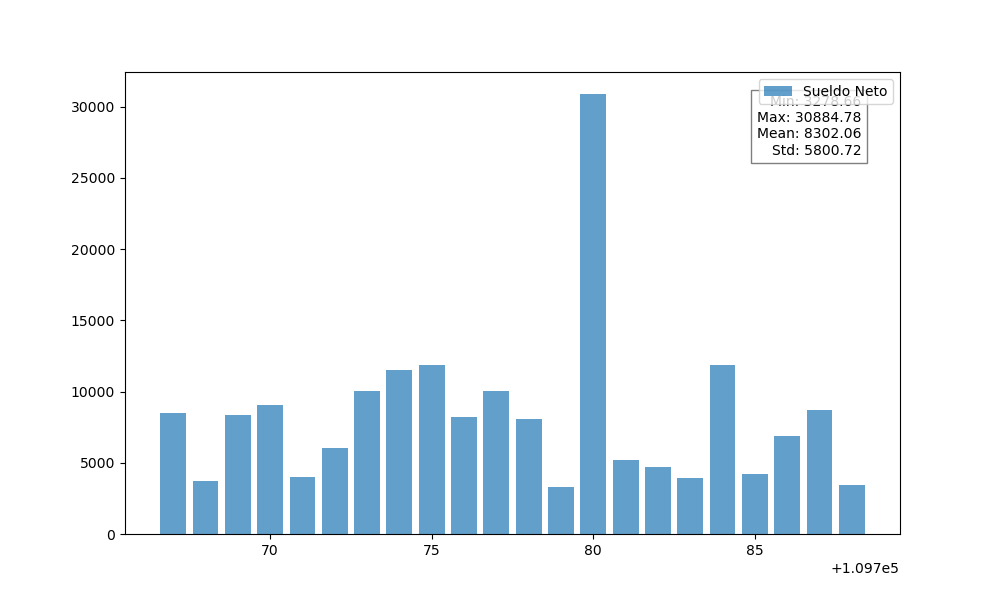 30000
25000
20000
15000
10000
5000
0
70
75
80
85
+1.097e5
Sueldo Neto
Min: 3278.66
Max: 30884.78
Mean: 8302.06
Std: 5800.72